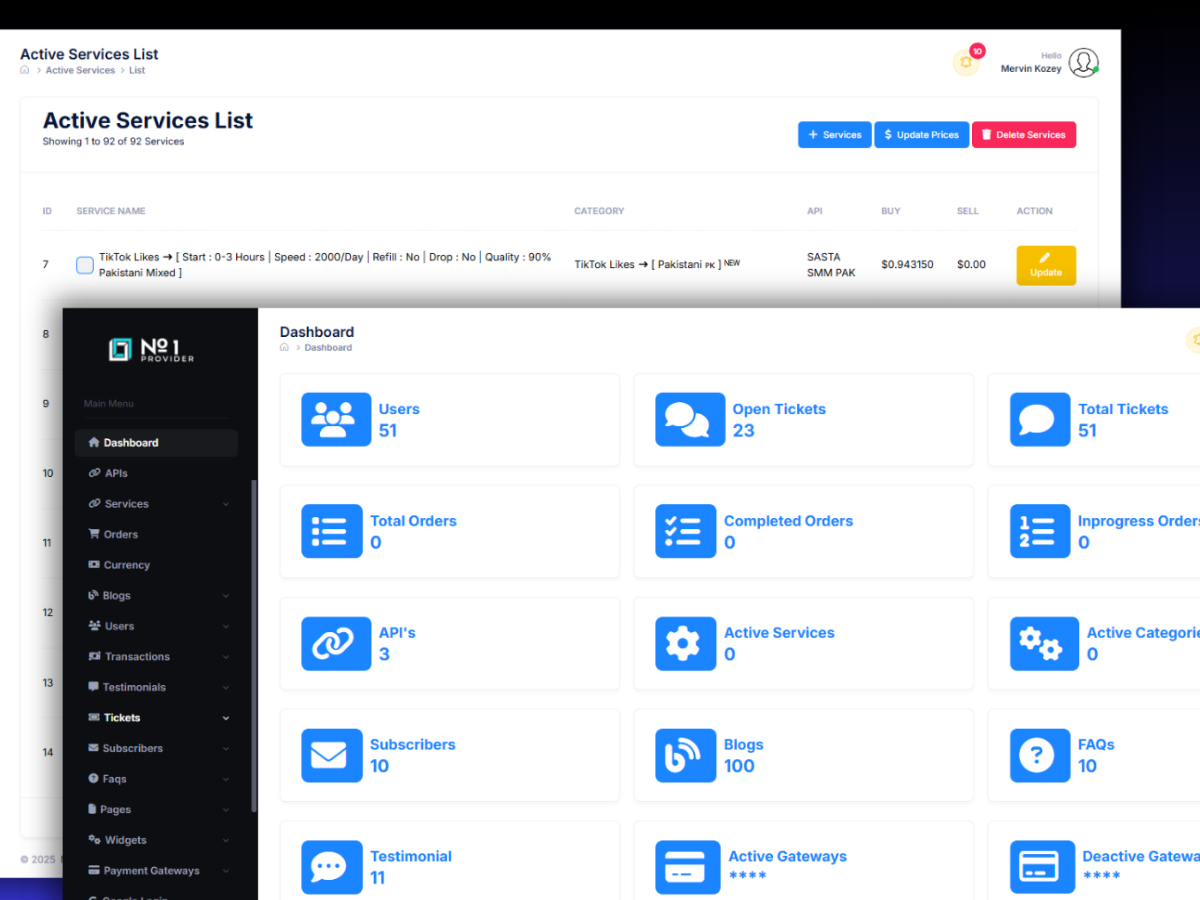 Active Services List
Active Services > List
10
Hello
Mervin Kozey
Active Services List
Showing 1 to 92 of 92 Services
+ Services
$ Update Prices
Delete Services
ID SERVICE NAME CATEGORY API BUY SELL ACTION
7
TikTok Likes ➔ [ Start : 0-3 Hours | Speed : 2000/Day | Refill : No | Drop : No | Quality : 90%
Pakistani Mixed ]
TikTok Likes ➔ [ Pakistani PK ] NEW
SASTA
SMM PAK
$0.943150
$0.00
Update
8
9
10
11
12
13
14
© 2025
Nº1
PROVIDER
Main Menu
Dashboard
APIs
Services
Orders
Currency
Blogs
Users
Transactions
Testimonials
Tickets
Subscribers
Faqs
Pages
Widgets
Payment Gateways
Dashboard
> Dashboard
Users
51
Open Tickets
23
Total Tickets
51
Total Orders
0
Completed Orders
0
Inprogress Orders
0
API's
3
Active Services
0
Active Categorie
0
Subscribers
10
Blogs
100
FAQs
10
Testimonial
11
Active Gateways
****
Deactive Gatewa
****